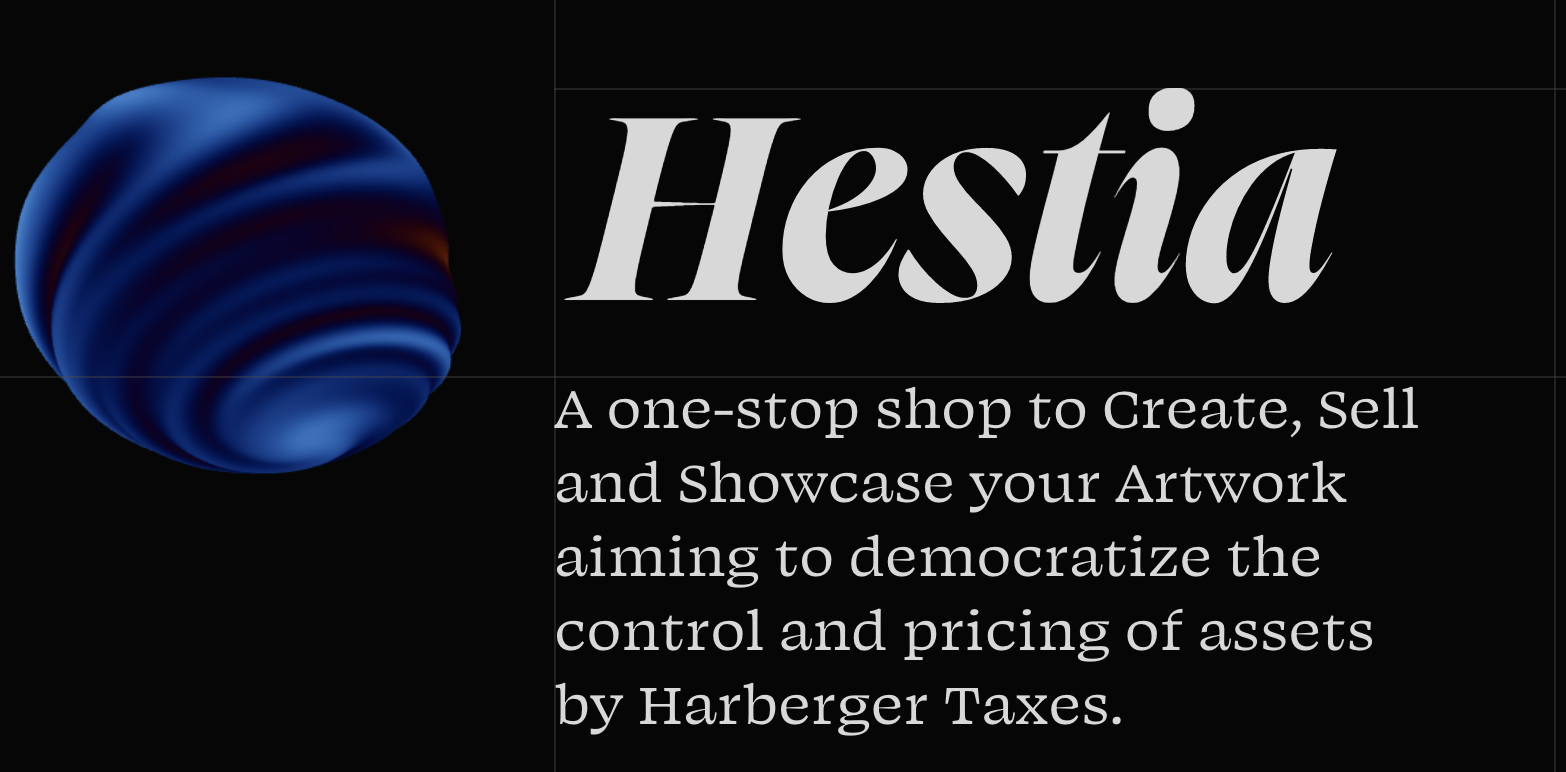 Hestia
A one-stop shop to Create, Sell
and Showcase your Artwork
aiming to democratize the
control and pricing of assets
by Harberger Taxes.